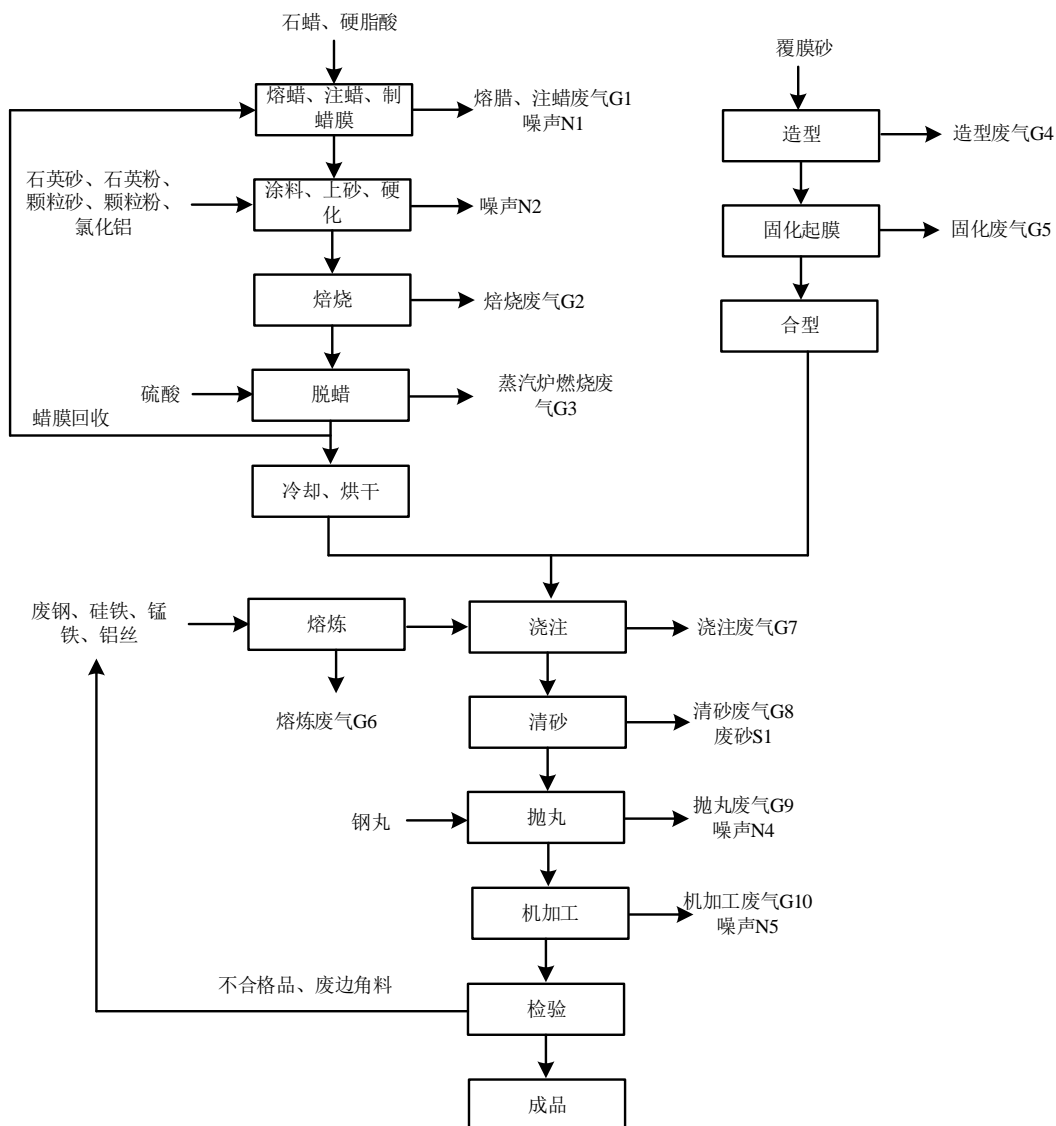 石蜡、硬脂酸
覆膜砂
熔蜡、注蜡、制
蜡膜
熔腊、注蜡废气G1
噪声N1
造型
造型废气G4
石英砂、石英粉、
颗粒砂、颗粒粉、
氯化铝
涂料、上砂、硬
化
噪声N2
固化起膜
固化废气G5
焙烧
焙烧废气G2
合型
硫酸
脱蜡
蒸汽炉燃烧废
气G3
蜡膜回收
冷却、烘干
废钢、硅铁、锰
铁、铝丝
熔炼
浇注
浇注废气G7
熔炼废气G6
清砂
清砂废气G8
废砂S1
钢丸
抛丸
抛丸废气G9
噪声N4
机加工
机加工废气G10
噪声N5
不合格品、废边角料
检验
成品